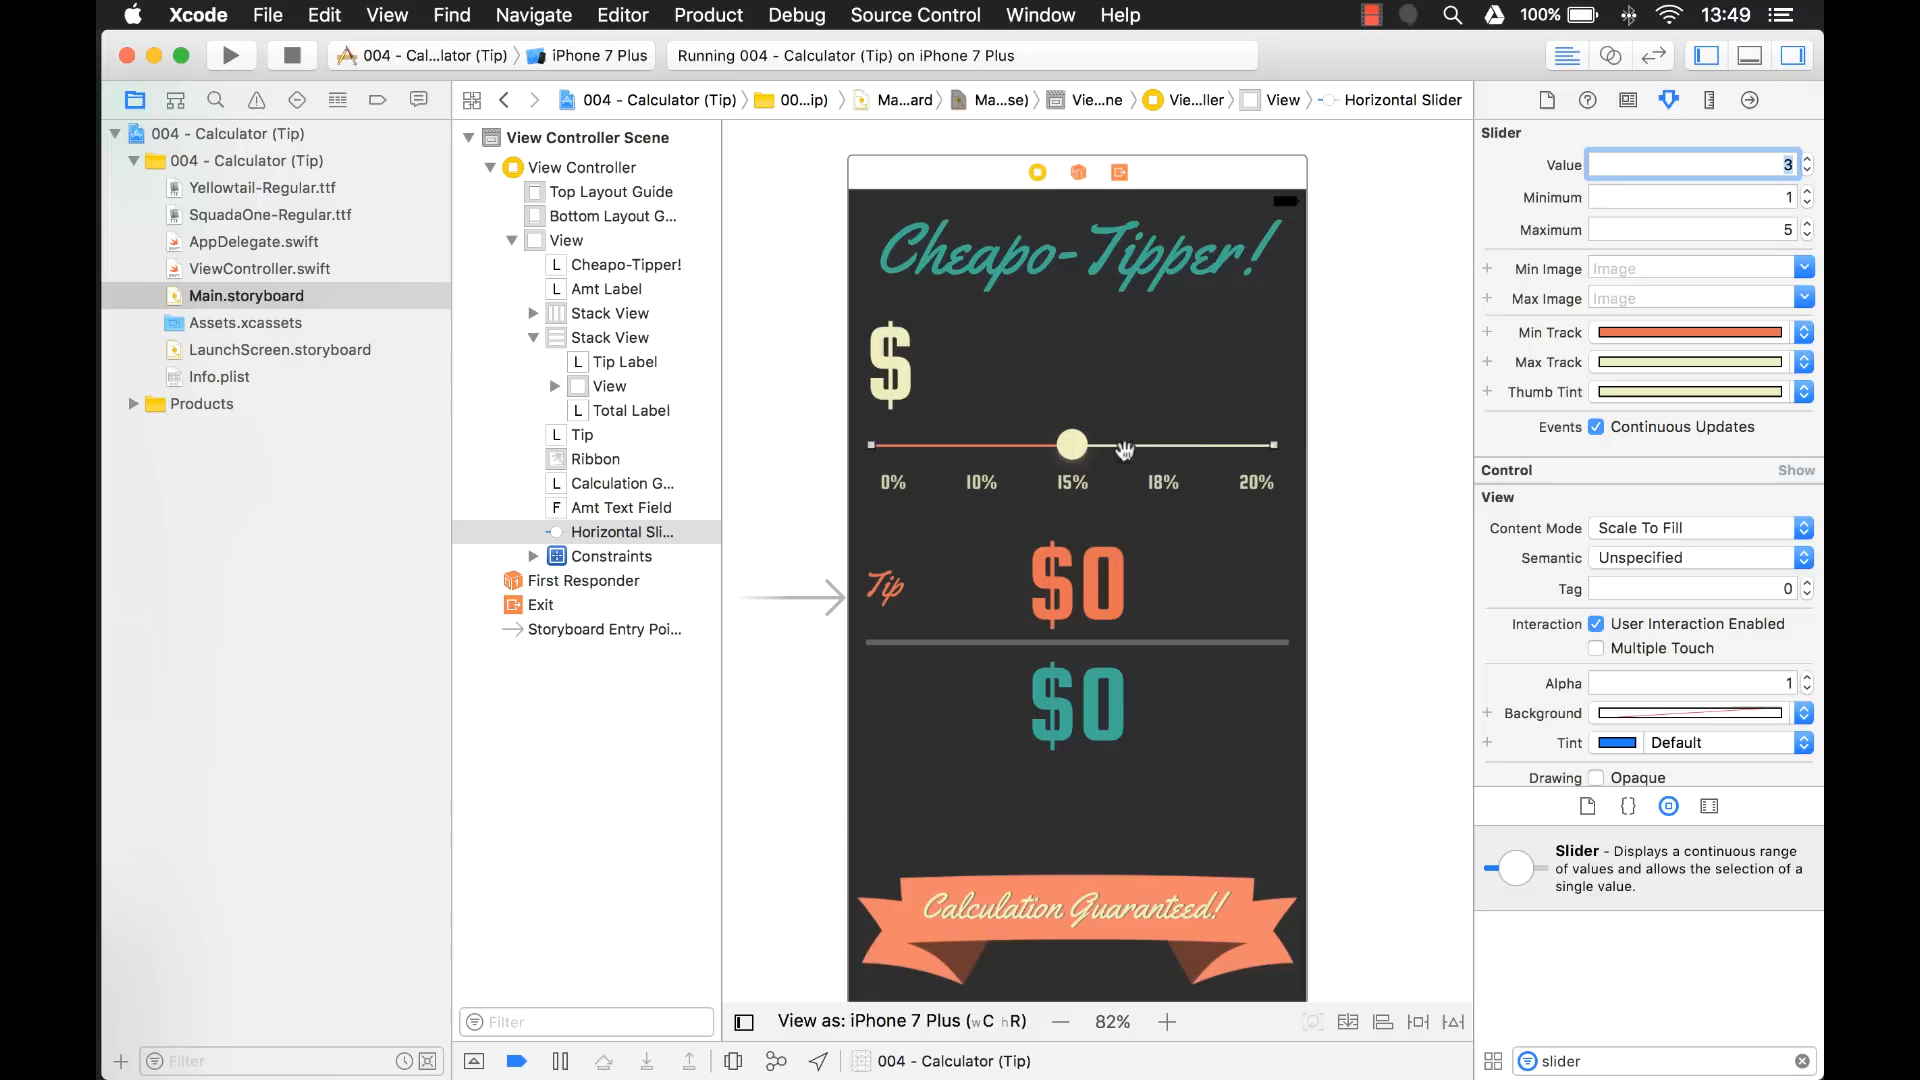 Xcode File Edit View Find Navigate Editor Product Debug Source Control Window Help 100% 13:49
004 - Cal...lator (Tip) iPhone 7 Plus Running 004 - Calculator (Tip) on iPhone 7 Plus
004 - Calculator (Tip) 00...ip) Ma...ard Ma...se) Vie...ne Vie...ller View Horizontal Slider
004 - Calculator (Tip)
004 - Calculator (Tip)
Yellowtail-Regular.ttf
SquadaOne-Regular.ttf
AppDelegate.swift
ViewController.swift
Main.storyboard
Assets.xcassets
LaunchScreen.storyboard
Info.plist
Products
Filter
View Controller Scene
View Controller
Top Layout Guide
Bottom Layout G...
View
L Cheapo-Tipper!
L Amt Label
Stack View
Stack View
L Tip Label
View
L Total Label
L Tip
Ribbon
L Calculation G...
F Amt Text Field
Horizontal Sli...
Constraints
First Responder
Exit
Storyboard Entry Poi...
Filter
Cheapo-Tipper!
$
0% 10% 15% 18% 20%
Tip $0
$0
Calculation Guaranteed!
View as: iPhone 7 Plus (wC hR) 82%
004 - Calculator (Tip)
Slider
Value 3
Minimum 1
Maximum 5
Min Image Image
Max Image Image
Min Track
Max Track
Thumb Tint
Events Continuous Updates
Control Show
View
Content Mode Scale To Fill
Semantic Unspecified
Tag 0
Interaction User Interaction Enabled
Multiple Touch
Alpha 1
Background
Tint Default
Drawing Opaque
Slider - Displays a continuous range
of values and allows the selection of a
single value.
slider